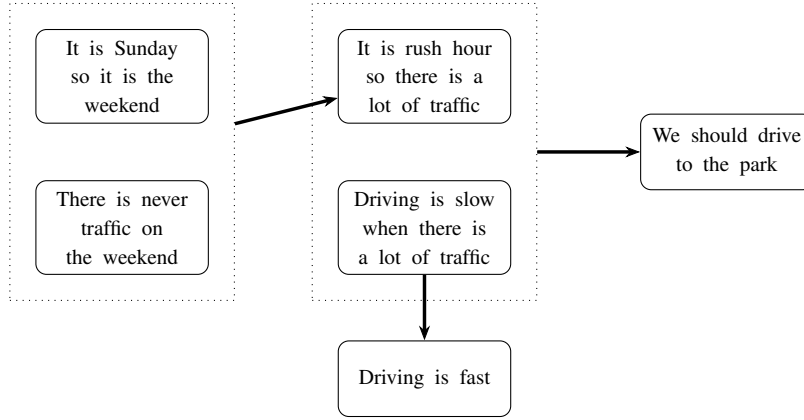 It is Sunday
so it is the
weekend
There is never
traffic on
the weekend
It is rush hour
so there is a
lot of traffic
Driving is slow
when there is
a lot of traffic
Driving is fast
We should drive
to the park